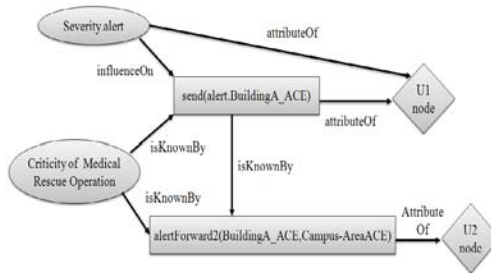 Severity.alert
attributeOf
influenceOn
send(alert.BuildingA_ACE)
U1
node
attributeOf
isKnownBy
isKnownBy
Criticity of Medical
Rescue Operation
isKnownBy
alertForward2(BuildingA_ACE,Campus-AreaACE)
Attribute
Of
U2
node